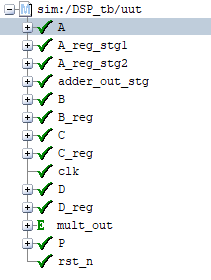 sim:/DSP_tb/uut
A
A_reg_stg1
A_reg_stg2
adder_out_stg
B
B_reg
C
C_reg
clk
D
D_reg
E mult_out
P
rst_n